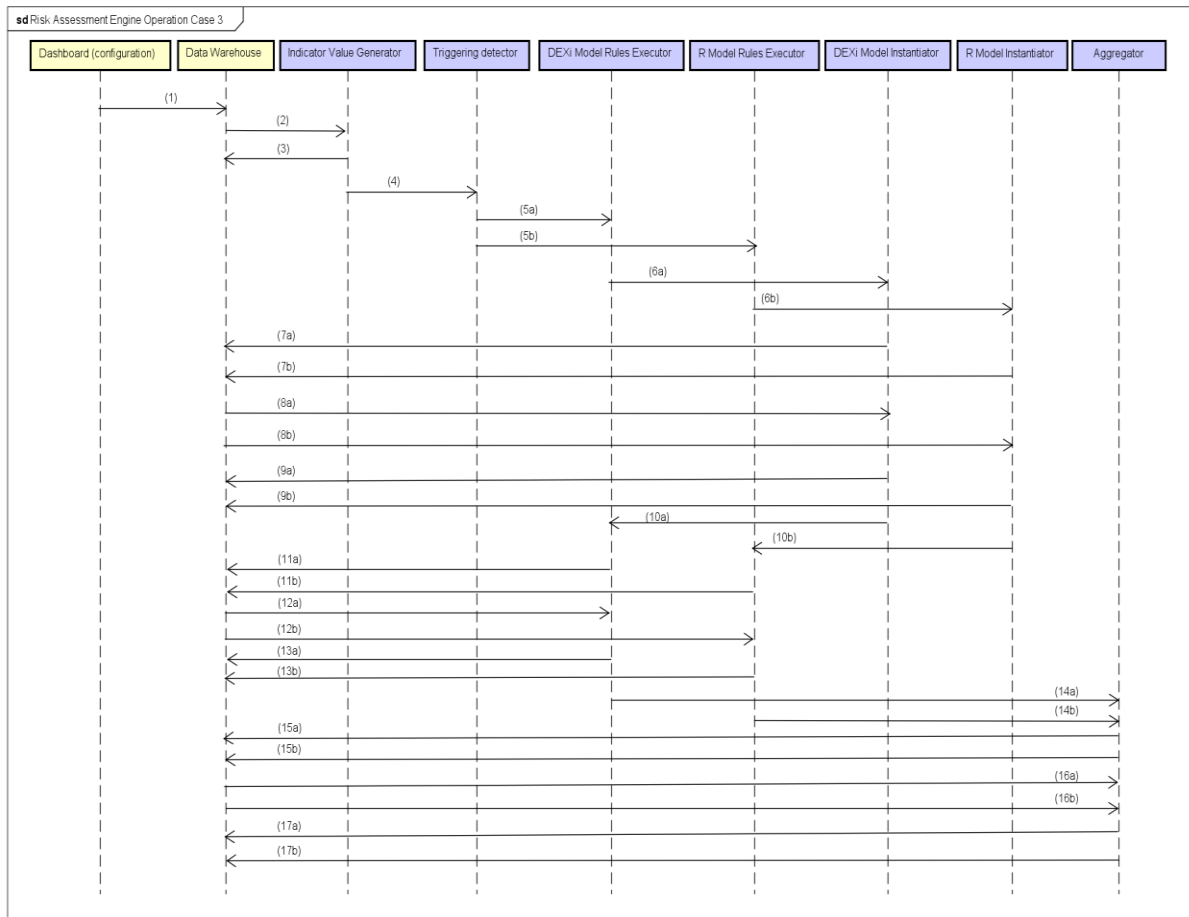 sd Risk Assessment Engine Operation Case 3
Dashboard (configuration)
Data Warehouse
Indicator Value Generator
Triggering detector
DEXi Model Rules Executor
R Model Rules Executor
DEXi Model Instantiator
R Model Instantiator
Aggregator
(1)
(2)
(3)
(4)
(5a)
(5b)
(6a)
(6b)
(7a)
(7b)
(8a)
(8b)
(9a)
(9b)
(10a)
(10b)
(11a)
(11b)
(12a)
(12b)
(13a)
(13b)
(14a)
(14b)
(15a)
(15b)
(16a)
(16b)
(17a)
(17b)